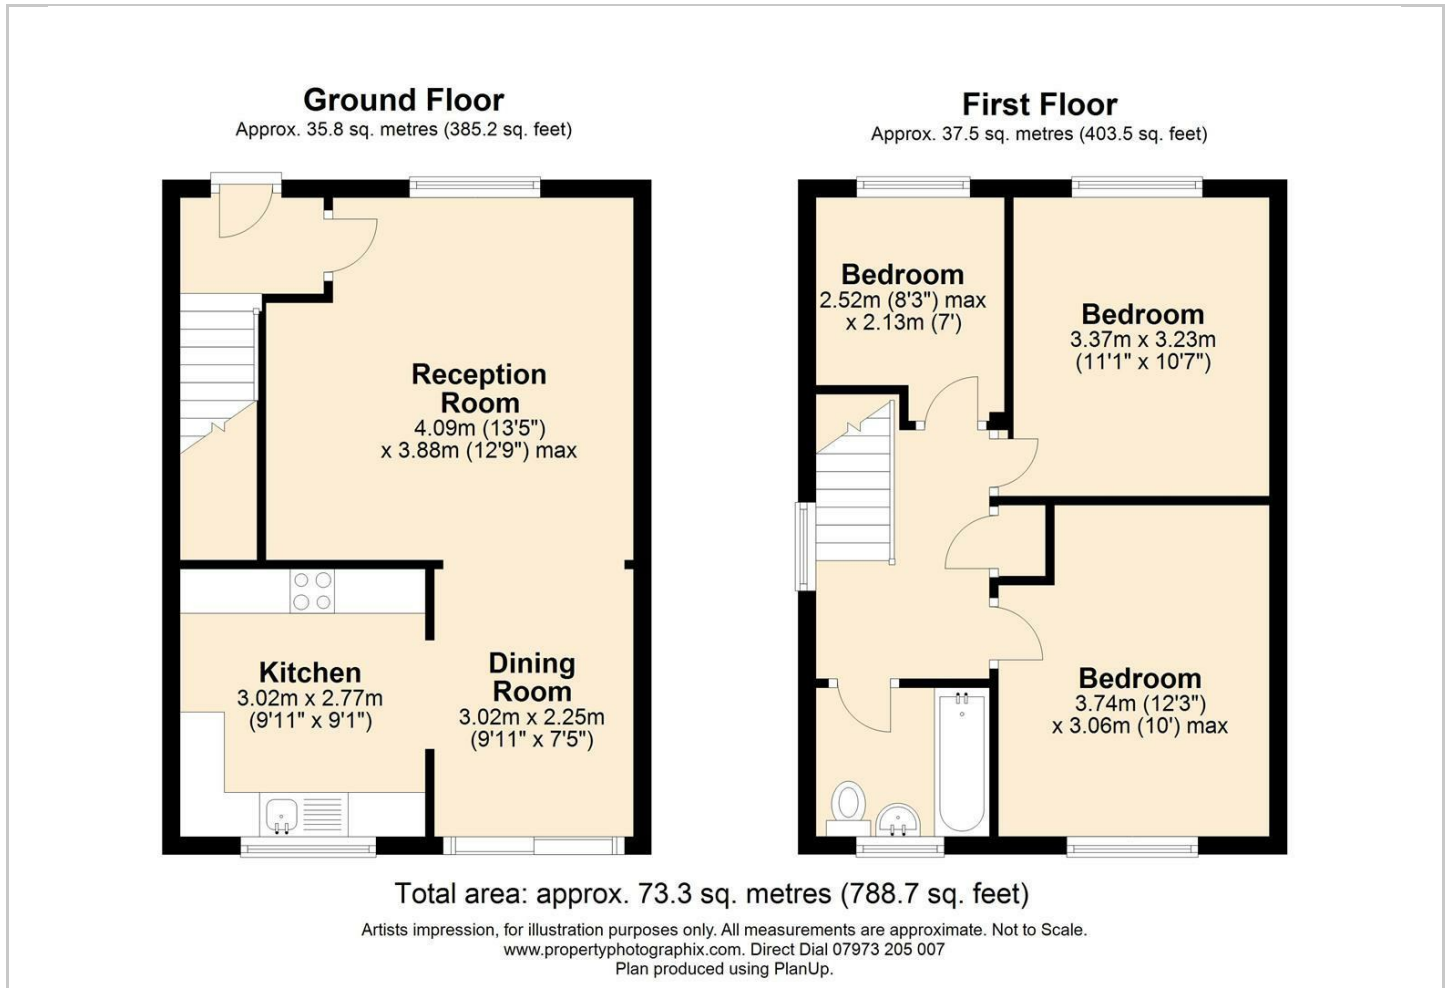 Ground Floor
Approx. 35.8 sq. metres (385.2 sq. feet)
First Floor
Approx. 37.5 sq. metres (403.5 sq. feet)
Reception
Room
4.09m (13'5")
x 3.88m (12'9") max
Kitchen
3.02m x 2.77m
(9'11" x 9'1")
Dining
Room
3.02m x 2.25m
(9'11" x 7'5")
Bedroom
2.52m (8'3") max
x 2.13m (7')
Bedroom
3.37m x 3.23m
(11'1" x 10'7")
Bedroom
3.74m (12'3")
x 3.06m (10') max
Total area: approx. 73.3 sq. metres (788.7 sq. feet)
Artists impression, for illustration purposes only. All measurements are approximate. Not to Scale.
www.propertyphotographix.com. Direct Dial 07973 205 007
Plan produced using PlanUp.